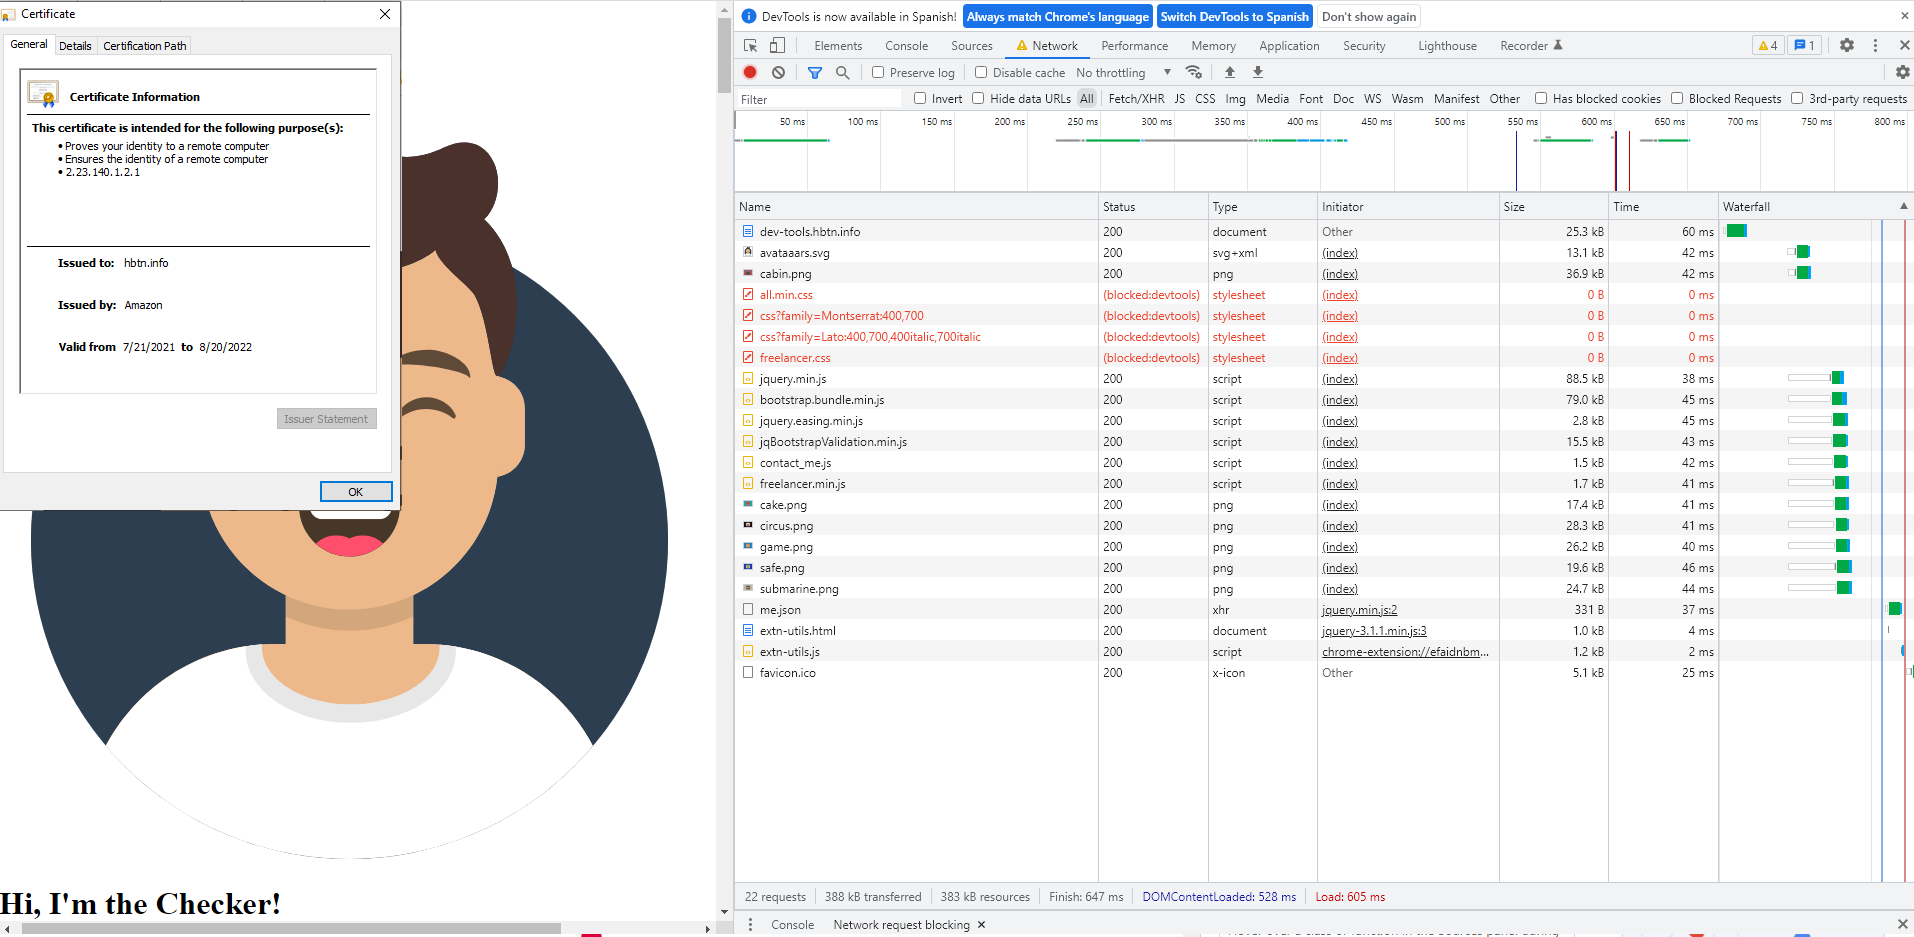 Certificate
General Details Certification Path
Certificate Information
This certificate is intended for the following purpose(s):
• Proves your identity to a remote computer
• Ensures the identity of a remote computer
• 2.23.140.1.2.1
Issued to: hbtn.info
Issued by: Amazon
Valid from 7/21/2021 to 8/20/2022
Issuer Statement
OK
Hi, I'm the Checker!
DevTools is now available in Spanish! Always match Chrome's language Switch DevTools to Spanish Don't show again
Elements Console Sources Network Performance Memory Application Security Lighthouse Recorder 4 1
Preserve log Disable cache No throttling
Filter Invert Hide data URLs All Fetch/XHR JS CSS Img Media Font Doc WS Wasm Manifest Other Has blocked cookies Blocked Requests 3rd-party requests
50 ms 100 ms 150 ms 200 ms 250 ms 300 ms 350 ms 400 ms 450 ms 500 ms 550 ms 600 ms 650 ms 700 ms 750 ms 800 ms
Name Status Type Initiator Size Time Waterfall
dev-tools.hbtn.info 200 document Other 25.3 kB 60 ms
avataaars.svg 200 svg+xml (index) 13.1 kB 42 ms
cabin.png 200 png (index) 36.9 kB 42 ms
all.min.css (blocked:devtools) stylesheet (index) 0 B 0 ms
css?family=Montserrat:400,700 (blocked:devtools) stylesheet (index) 0 B 0 ms
css?family=Lato:400,700,400italic,700italic (blocked:devtools) stylesheet (index) 0 B 0 ms
freelancer.css (blocked:devtools) stylesheet (index) 0 B 0 ms
jquery.min.js 200 script (index) 88.5 kB 38 ms
bootstrap.bundle.min.js 200 script (index) 79.0 kB 45 ms
jquery.easing.min.js 200 script (index) 2.8 kB 45 ms
jqBootstrapValidation.min.js 200 script (index) 15.5 kB 43 ms
contact_me.js 200 script (index) 1.5 kB 42 ms
freelancer.min.js 200 script (index) 1.7 kB 41 ms
cake.png 200 png (index) 17.4 kB 41 ms
circus.png 200 png (index) 28.3 kB 41 ms
game.png 200 png (index) 26.2 kB 40 ms
safe.png 200 png (index) 19.6 kB 46 ms
submarine.png 200 png (index) 24.7 kB 44 ms
me.json 200 xhr jquery.min.js:2 331 B 37 ms
extn-utils.html 200 document jquery-3.1.1.min.js:3 1.0 kB 4 ms
extn-utils.js 200 script chrome-extension://efaidnbm... 1.2 kB 2 ms
favicon.ico 200 x-icon Other 5.1 kB 25 ms
22 requests 388 kB transferred 383 kB resources Finish: 647 ms DOMContentLoaded: 528 ms Load: 605 ms
Console Network request blocking